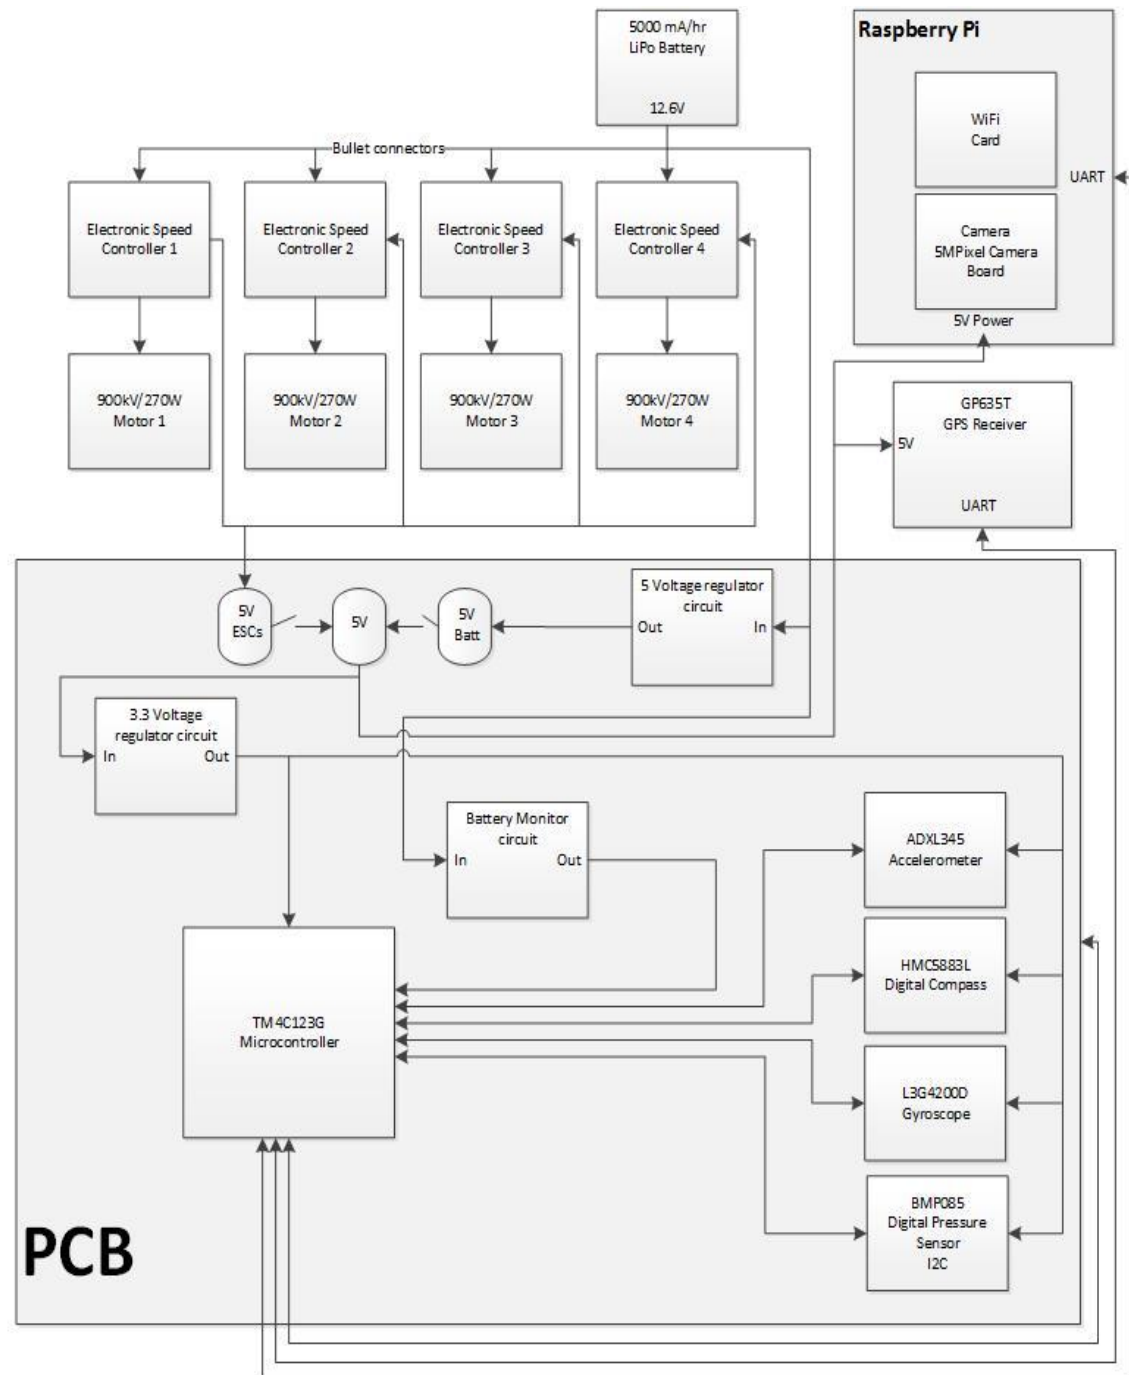 5000 mA/hr
LiPo Battery
12.6V
Raspberry Pi
WiFi
Card
UART
Camera
5MPixel Camera
Board
5V Power
Bullet connectors
Electronic Speed
Controller 1
Electronic Speed
Controller 2
Electronic Speed
Controller 3
Electronic Speed
Controller 4
900kV/270W
Motor 1
900kV/270W
Motor 2
900kV/270W
Motor 3
900kV/270W
Motor 4
GP635T
GPS Receiver
5V
UART
5V
ESCs
5V
5V
Batt
5 Voltage regulator
circuit
Out
In
3.3 Voltage
regulator circuit
In
Out
Battery Monitor
circuit
In
Out
ADXL345
Accelerometer
HMC5883L
Digital Compass
TM4C123G
Microcontroller
L3G4200D
Gyroscope
BMP085
Digital Pressure
Sensor
I2C
PCB